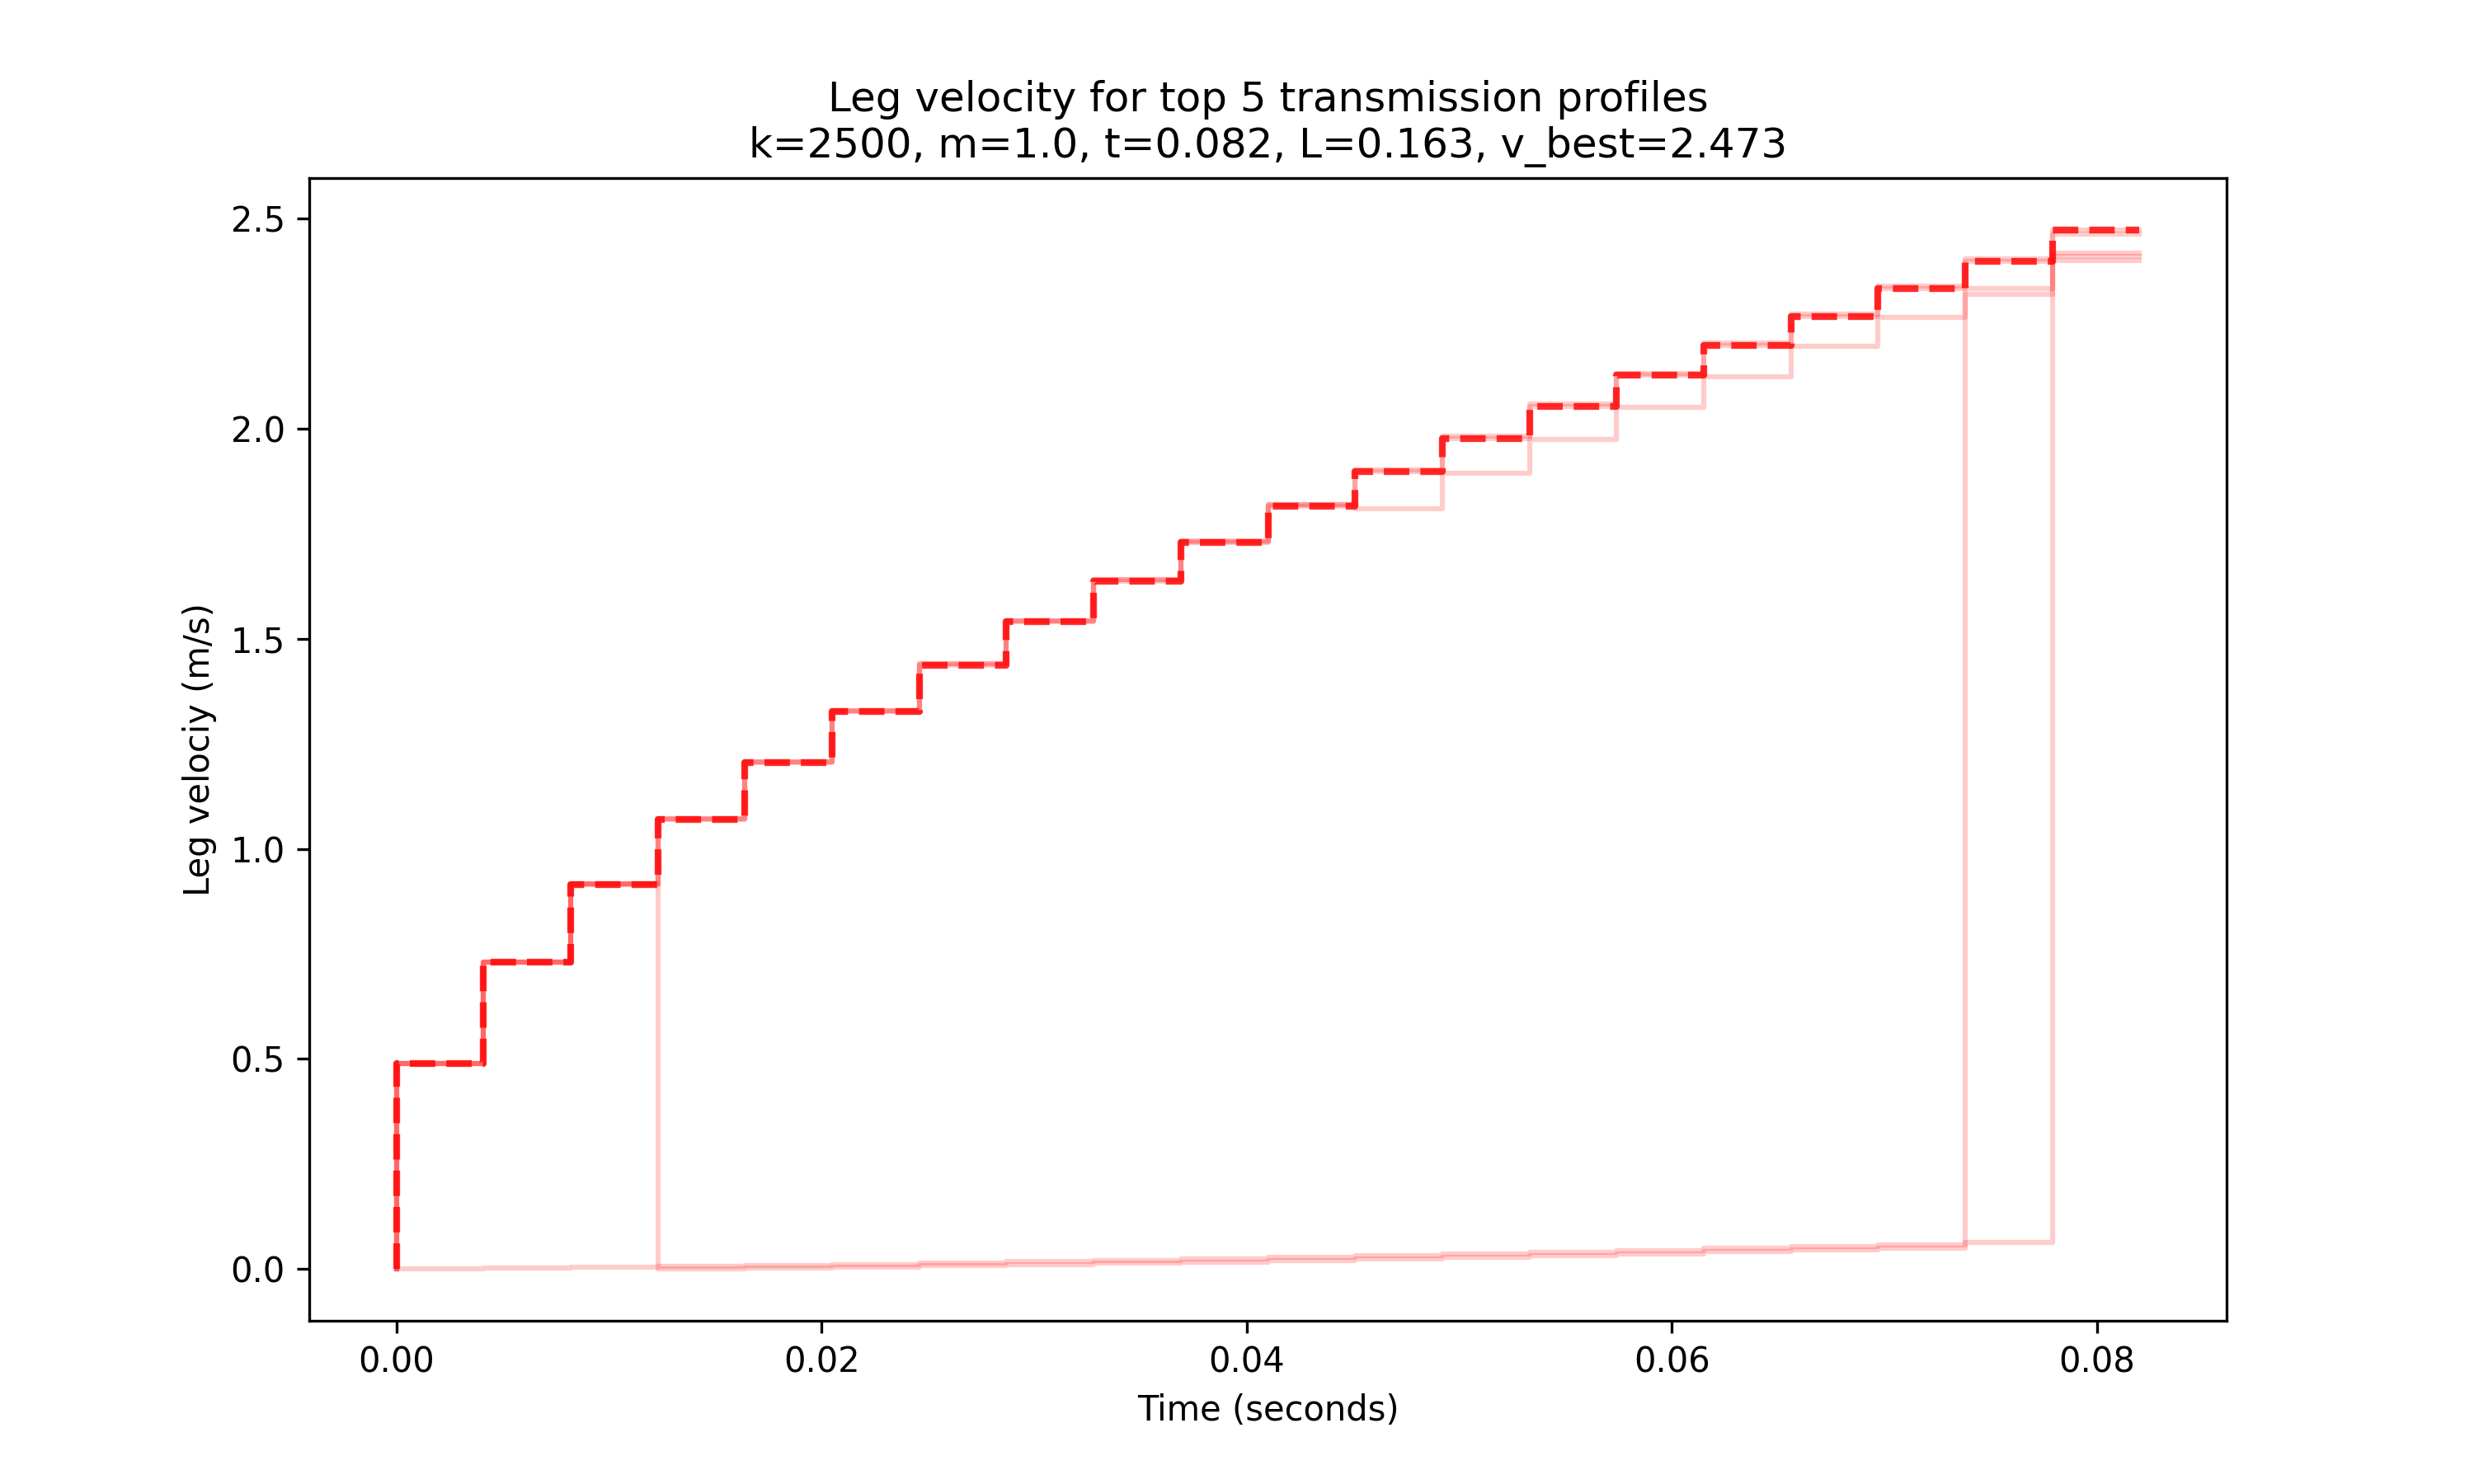 Leg velocity for top 5 transmission profiles
k=2500, m=1.0, t=0.082, L=0.163, v_best=2.473
2.5
2.0
1.5
1.0
0.5
0.0
Leg velociy (m/s)
0.00 0.02 0.04 0.06 0.08
Time (seconds)